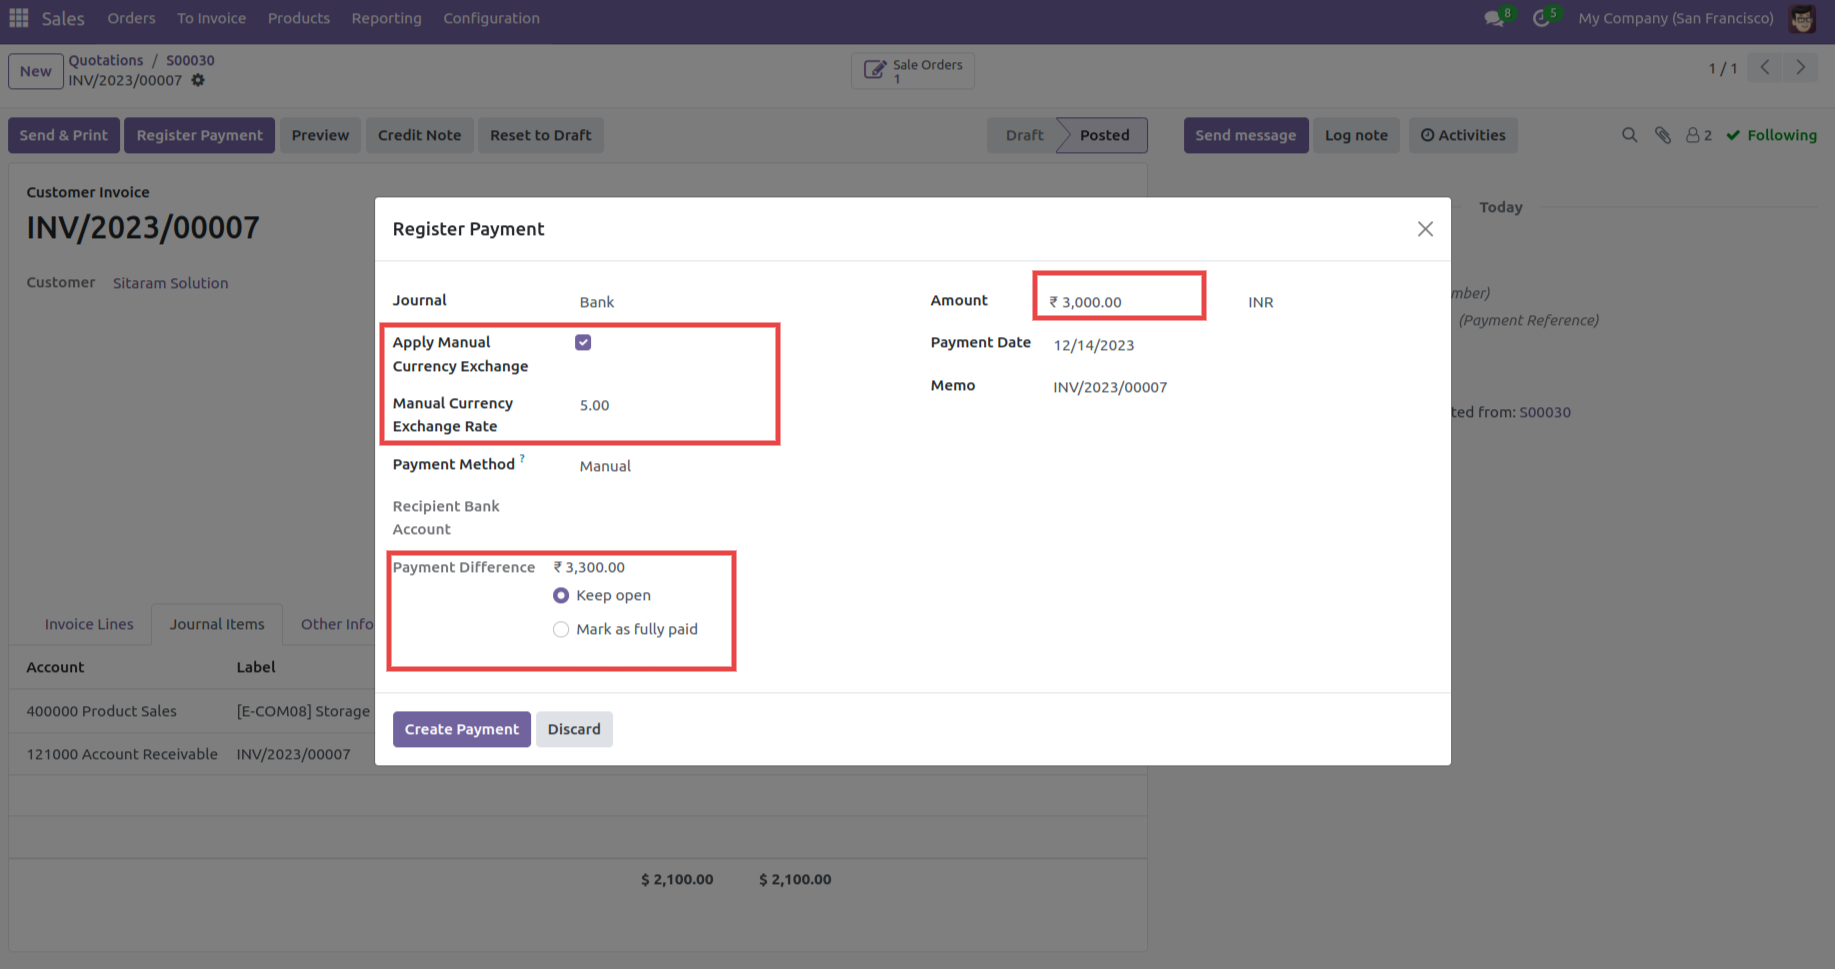 Sales Orders To Invoice Products Reporting Configuration 8 5 My Company (San Francisco)
New Quotations / S00030
INV/2023/00007
Sale Orders
1
1 / 1
Send & Print Register Payment Preview Credit Note Reset to Draft Draft Posted Send message Log note Activities 2 Following
Customer Invoice
INV/2023/00007
Customer Sitaram Solution
Today
mber)
(Payment Reference)
ted from: S00030
Register Payment
Journal Bank
Apply Manual
Currency Exchange
Manual Currency
Exchange Rate
5.00
Payment Method ? Manual
Recipient Bank
Account
Payment Difference ₹ 3,300.00
Keep open
Mark as fully paid
Amount ₹ 3,000.00 INR
Payment Date 12/14/2023
Memo INV/2023/00007
Create Payment Discard
Invoice Lines Journal Items Other Info
Account Label
400000 Product Sales [E-COM08] Storage
121000 Account Receivable INV/2023/00007
$ 2,100.00 $ 2,100.00